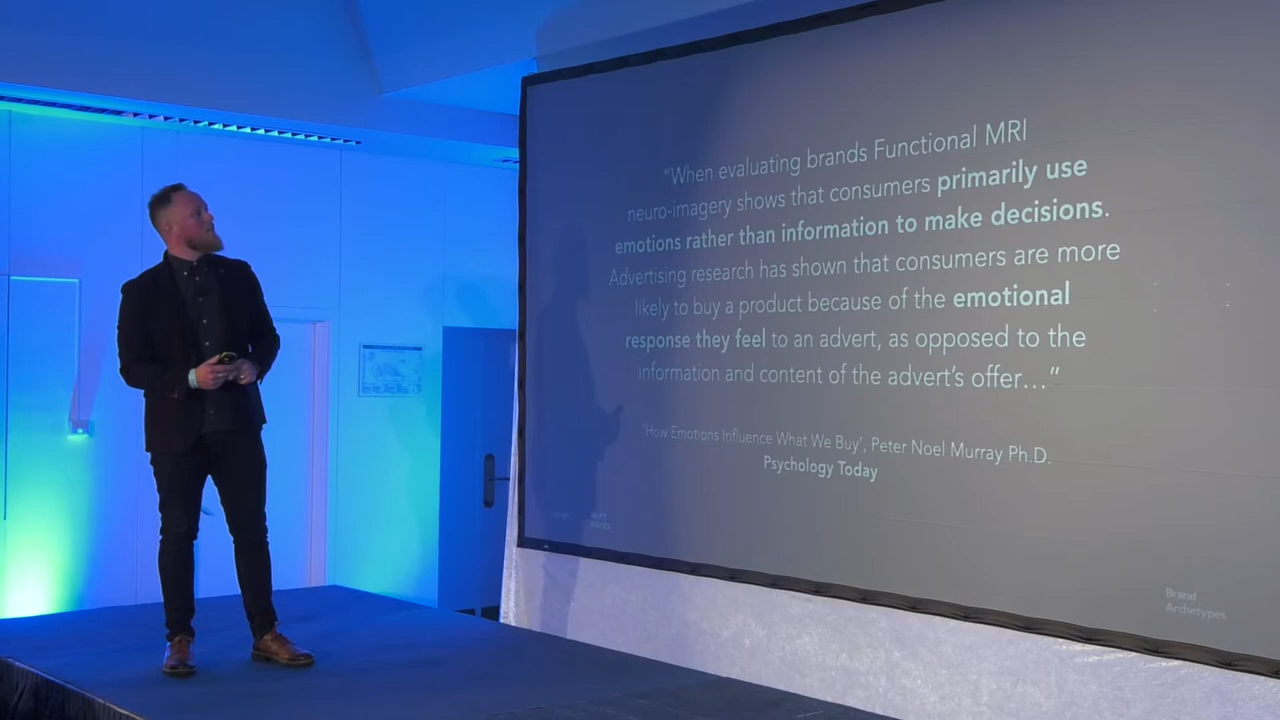 “When evaluating brands Functional MRI
neuro-imagery shows that consumers primarily use
emotions rather than information to make decisions.
Advertising research has shown that consumers are more
likely to buy a product because of the emotional
response they feel to an advert, as opposed to the
information and content of the advert's offer…”
‘How Emotions Influence What We Buy’, Peter Noel Murray Ph.D.
Psychology Today
Brand
Archetypes